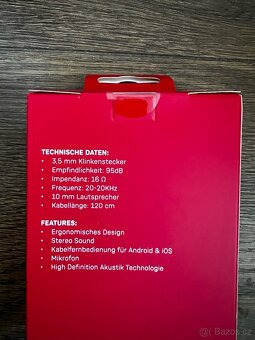 TECHNISCHE DATEN:
• 3,5 mm Klinkenstecker
• Empfindlichkeit: 95dB
• Impendanz: 16 Ω
• Frequenz: 20-20KHz
• 10 mm Lautsprecher
• Kabellänge: 120 cm
FEATURES:
• Ergonomisches Design
• Stereo Sound
• Kabelfernbedienung für Android & iOS
• Mikrofon
• High Definition Akustik Technologie
Bazos.cz